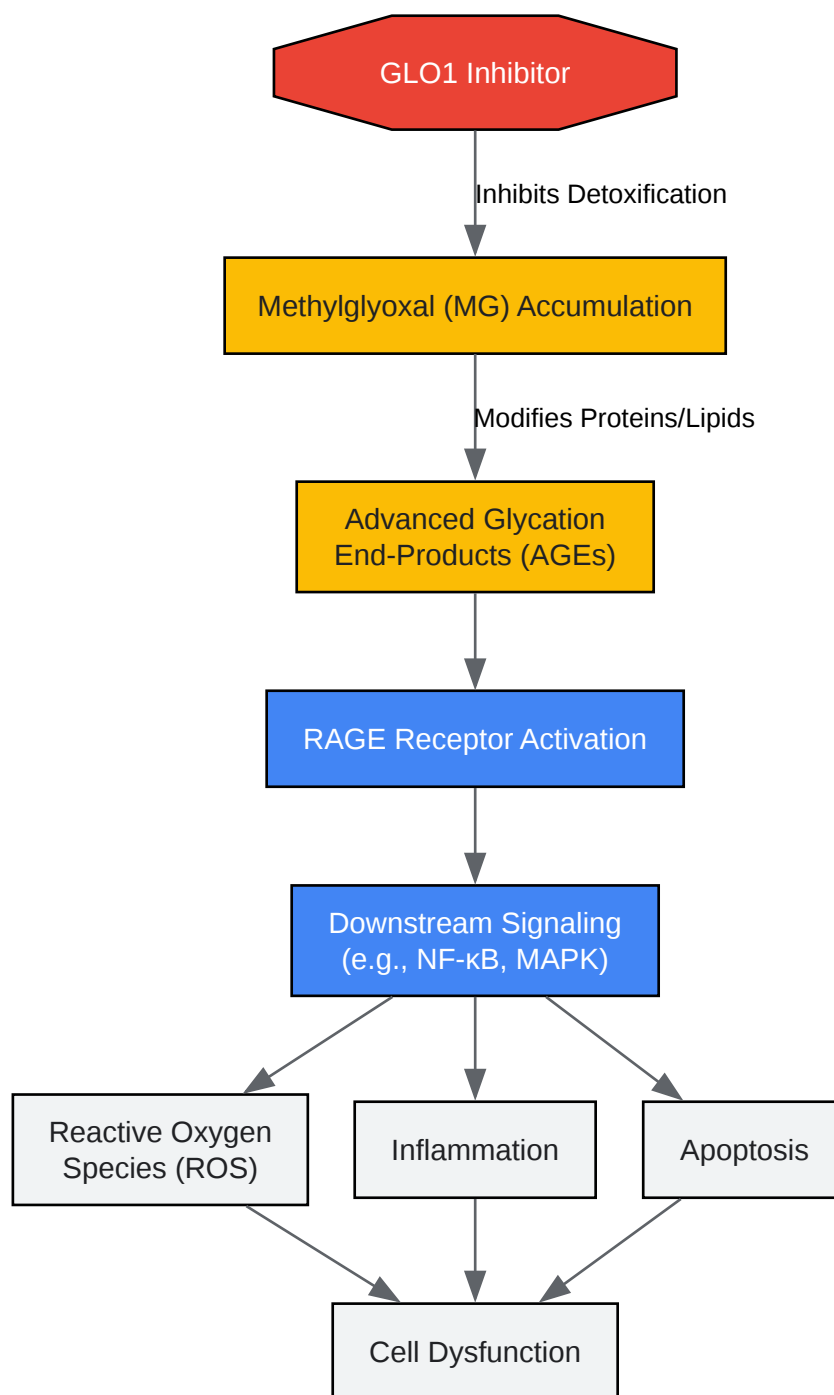 GLO1 Inhibitor
Inhibits Detoxification
Methylglyoxal (MG) Accumulation
Modifies Proteins/Lipids
Advanced Glycation
End-Products (AGEs)
RAGE Receptor Activation
Downstream Signaling
(e.g., NF-κB, MAPK)
Reactive Oxygen
Species (ROS)
Inflammation
Apoptosis
Cell Dysfunction